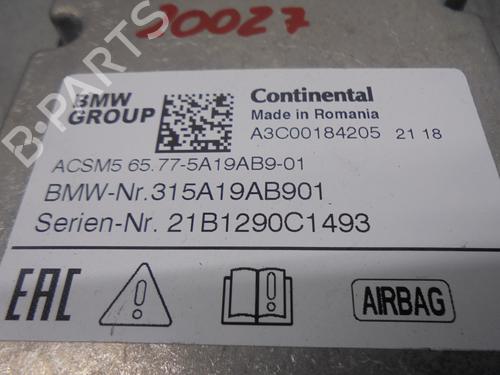 20027
BMW
GROUP
Continental
Made in Romania
A3C00184205 21 18
ACSM5 65.77-5A19AB9-01
BMW-Nr.315A19AB901
Serien-Nr. 21B1290C1493
EAC
AIRBAG
B PARTS